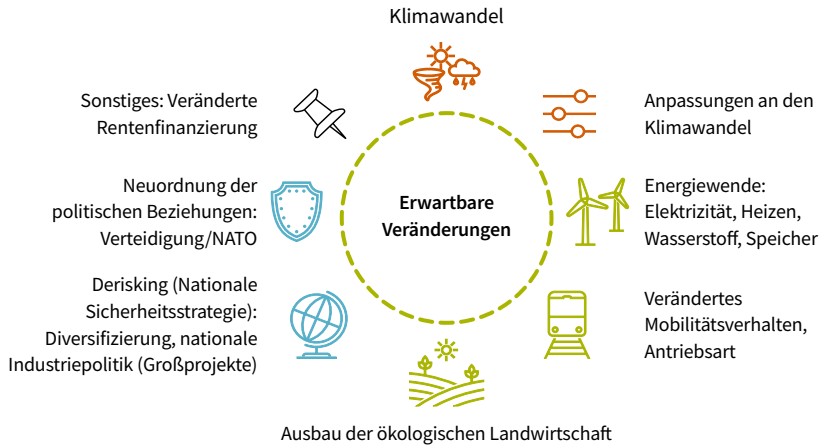 Klimawandel
Anpassungen an den
Klimawandel
Energiewende:
Elektrizität, Heizen,
Wasserstoff, Speicher
Verändertes
Mobilitätsverhalten,
Antriebsart
Ausbau der ökologischen Landwirtschaft
Derisking (Nationale
Sicherheitsstrategie):
Diversifizierung, nationale
Industriepolitik (Großprojekte)
Neuordnung der
politischen Beziehungen:
Verteidigung/NATO
Sonstiges: Veränderte
Rentenfinanzierung
Erwartbare
Veränderungen